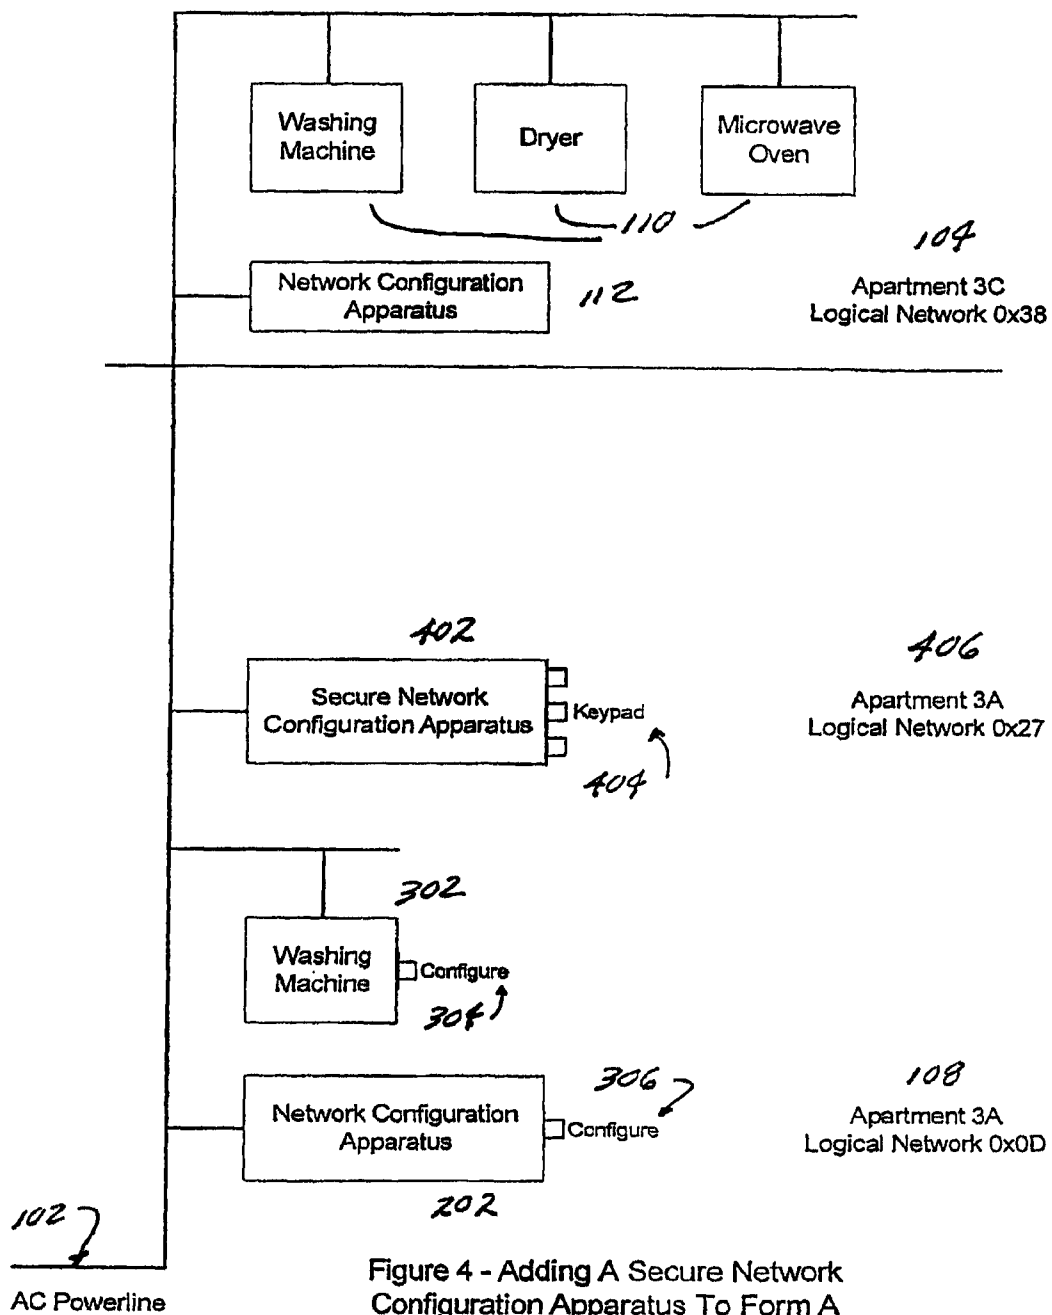 Washing
Machine
Dryer
Microwave
Oven
110
104
Network Configuration
Apparatus
112
Apartment 3C
Logical Network 0x38
402
406
Secure Network
Configuration Apparatus
Keypad
Apartment 3A
Logical Network 0x27
404
302
Washing
Machine
Configure
304
306
108
Network Configuration
Apparatus
Configure
Apartment 3A
Logical Network 0x0D
202
102
AC Powerline
Figure 4 - Adding A Secure Network
Configuration Apparatus To Form A